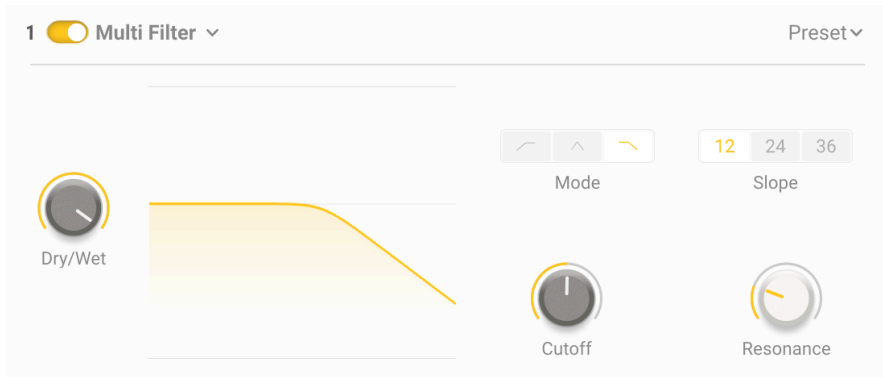 1 Multi Filter
Preset
12 24 36
Mode
Slope
Dry/Wet
Cutoff
Resonance